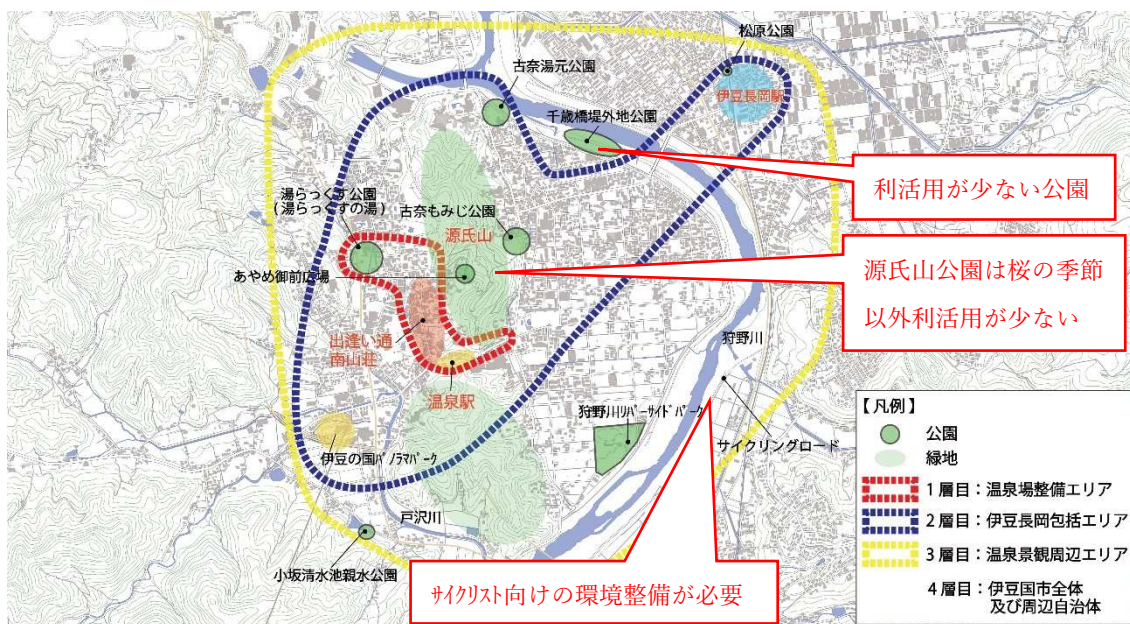 松原公園
古奈湯元公園
伊豆長岡駅
千歳橋堤外地公園
利活用が少ない公園
湯らっくす公園
(湯らっくすの湯)
古奈もみじ公園
源氏山
あやめ御前広場
源氏山公園は桜の季節
以外利活用が少ない
出逢い通
南山荘
狩野川
温泉駅
狩野川リバーサイドパーク
サイクリングロード
伊豆の国パノラマパーク
戸沢川
小坂清水池親水公園
サイクリスト向けの環境整備が必要
【凡例】
公園
緑地
1層目：温泉場整備エリア
2層目：伊豆長岡包括エリア
3層目：温泉景観周辺エリア
4層目：伊豆国市全体
及び周辺自治体